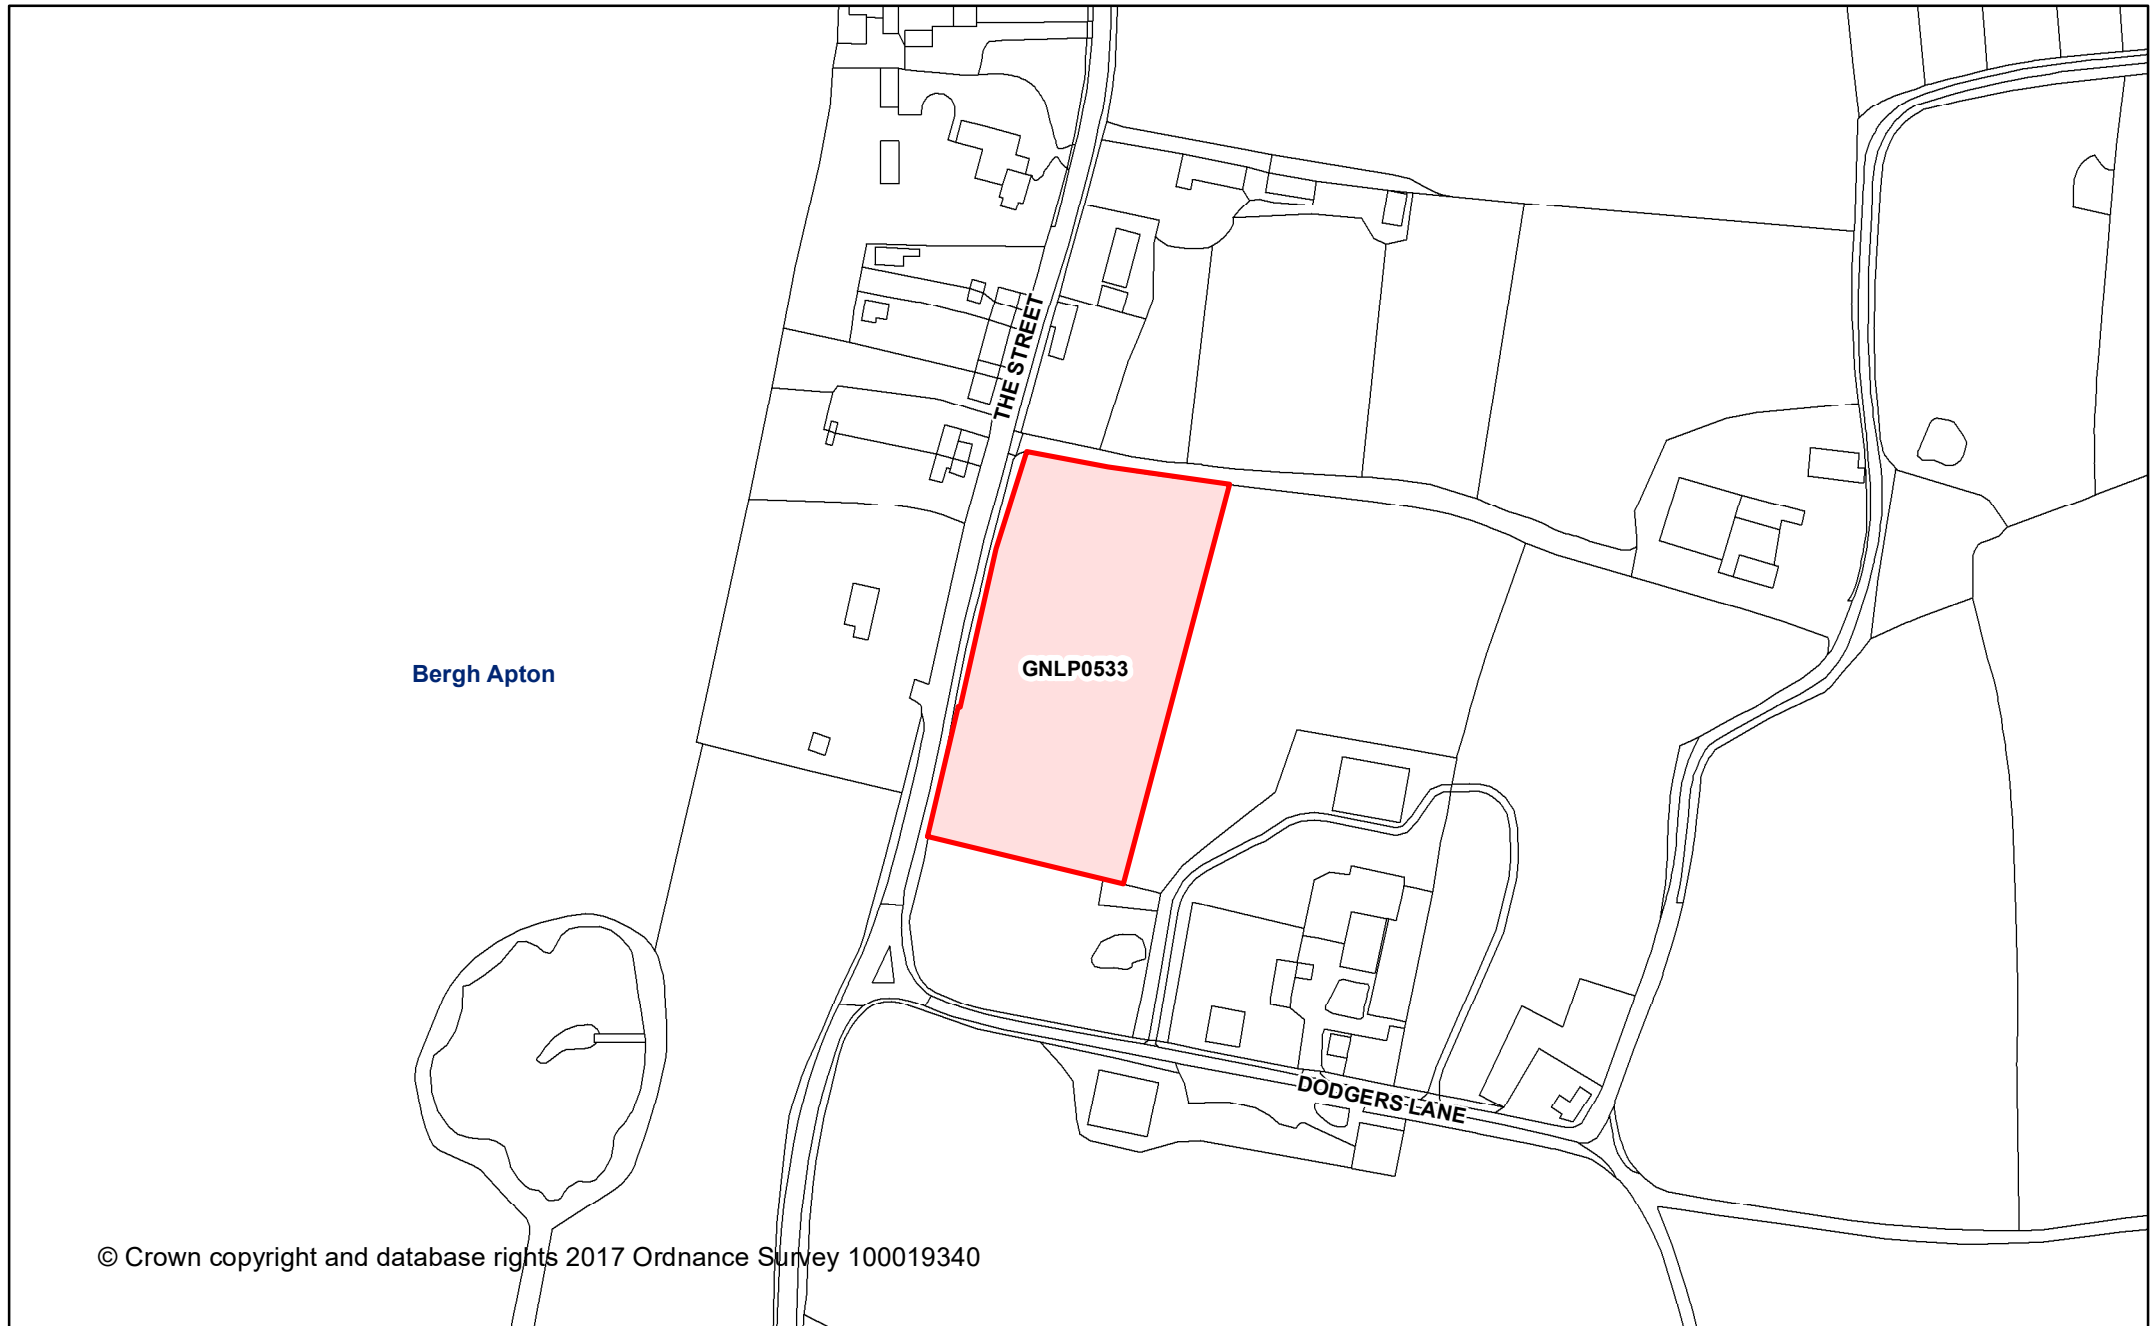 THE STREET
GNLP0533
Bergh Apton
DODGERS LANE
© Crown copyright and database rights 2017 Ordnance Survey 100019340